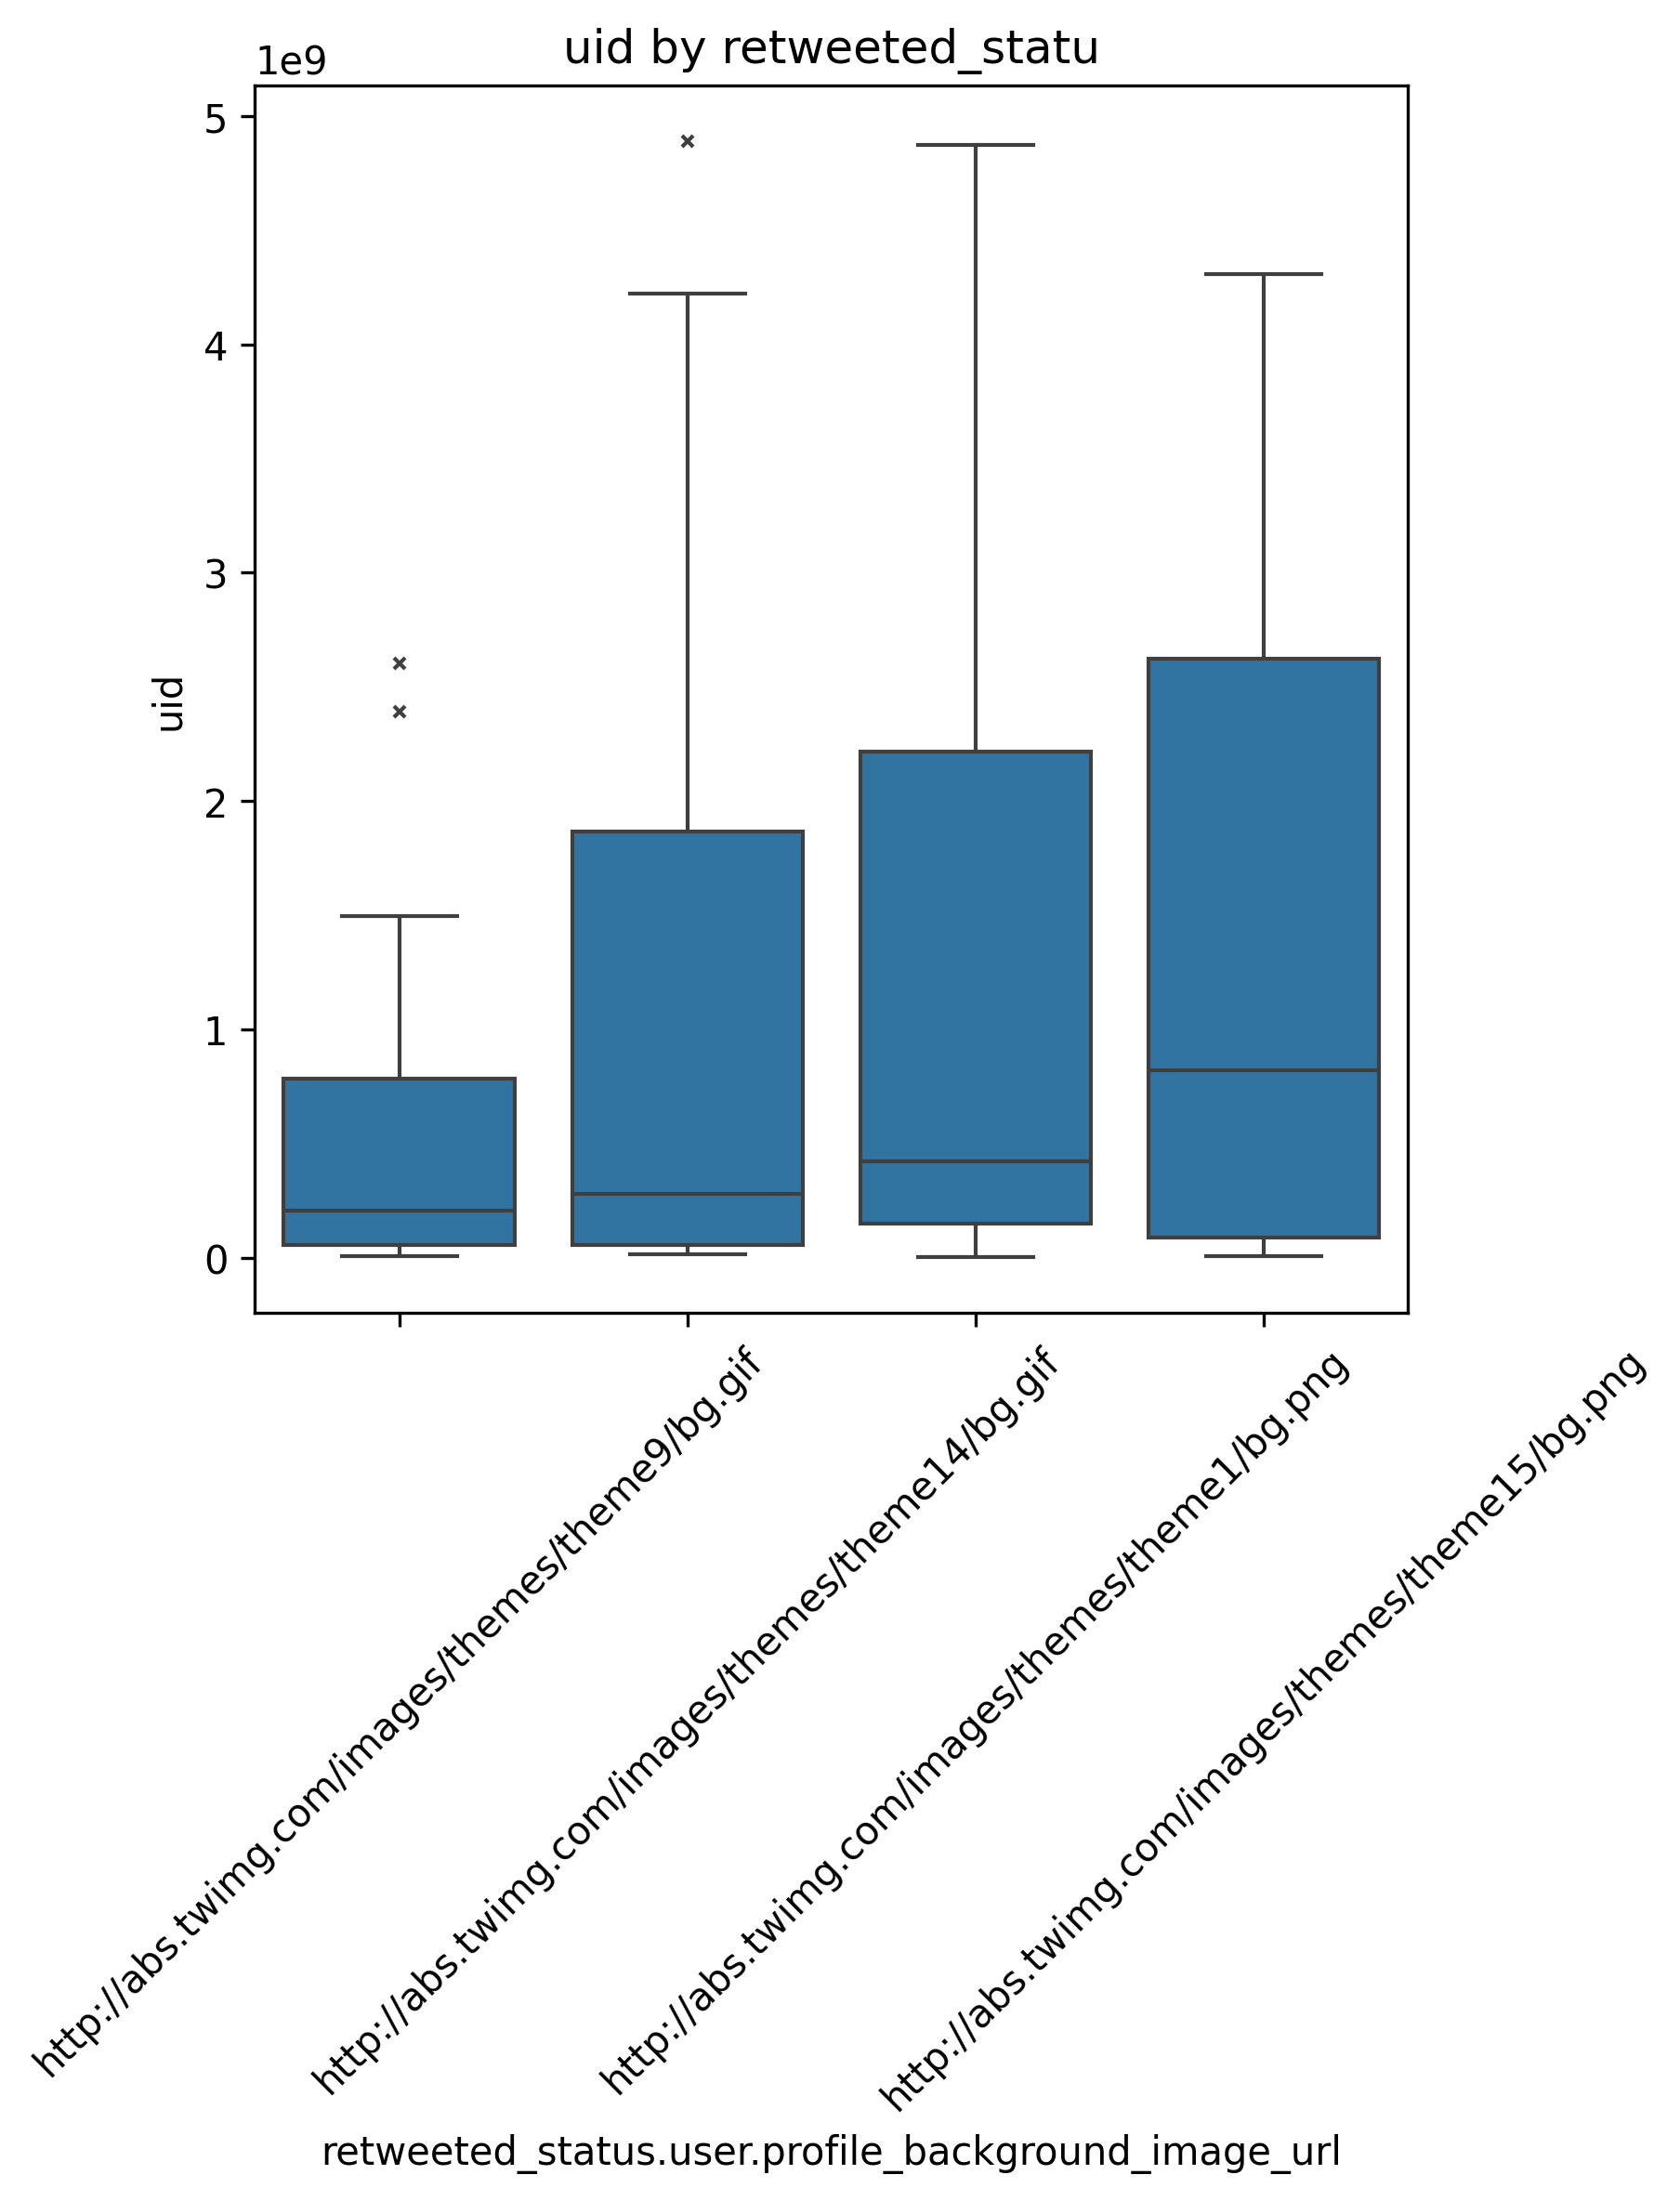 uid by retweeted_statu
1e9
5
4
3
2
1
0
uid
http://abs.twimg.com/images/themes/theme9/bg.gif
http://abs.twimg.com/images/themes/theme14/bg.gif
http://abs.twimg.com/images/themes/theme1/bg.png
http://abs.twimg.com/images/themes/theme15/bg.png
retweeted_status.user.profile_background_image_url